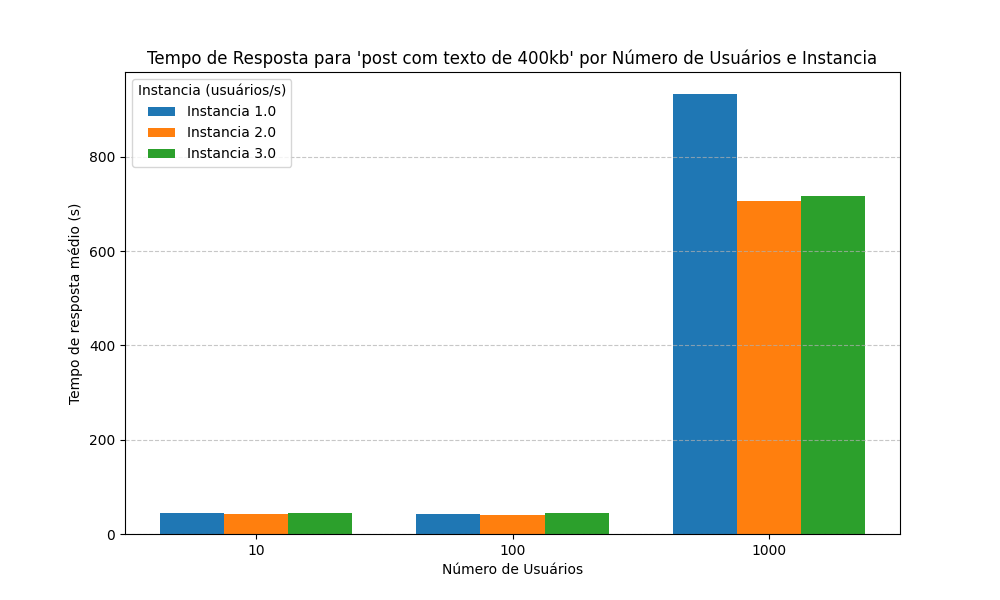 Tempo de Resposta para 'post com texto de 400kb' por Número de Usuários e Instancia
Instancia (usuários/s)
Instancia 1.0
Instancia 2.0
Instancia 3.0
Tempo de resposta médio (s)
800
600
400
200
0
10
100
1000
Número de Usuários